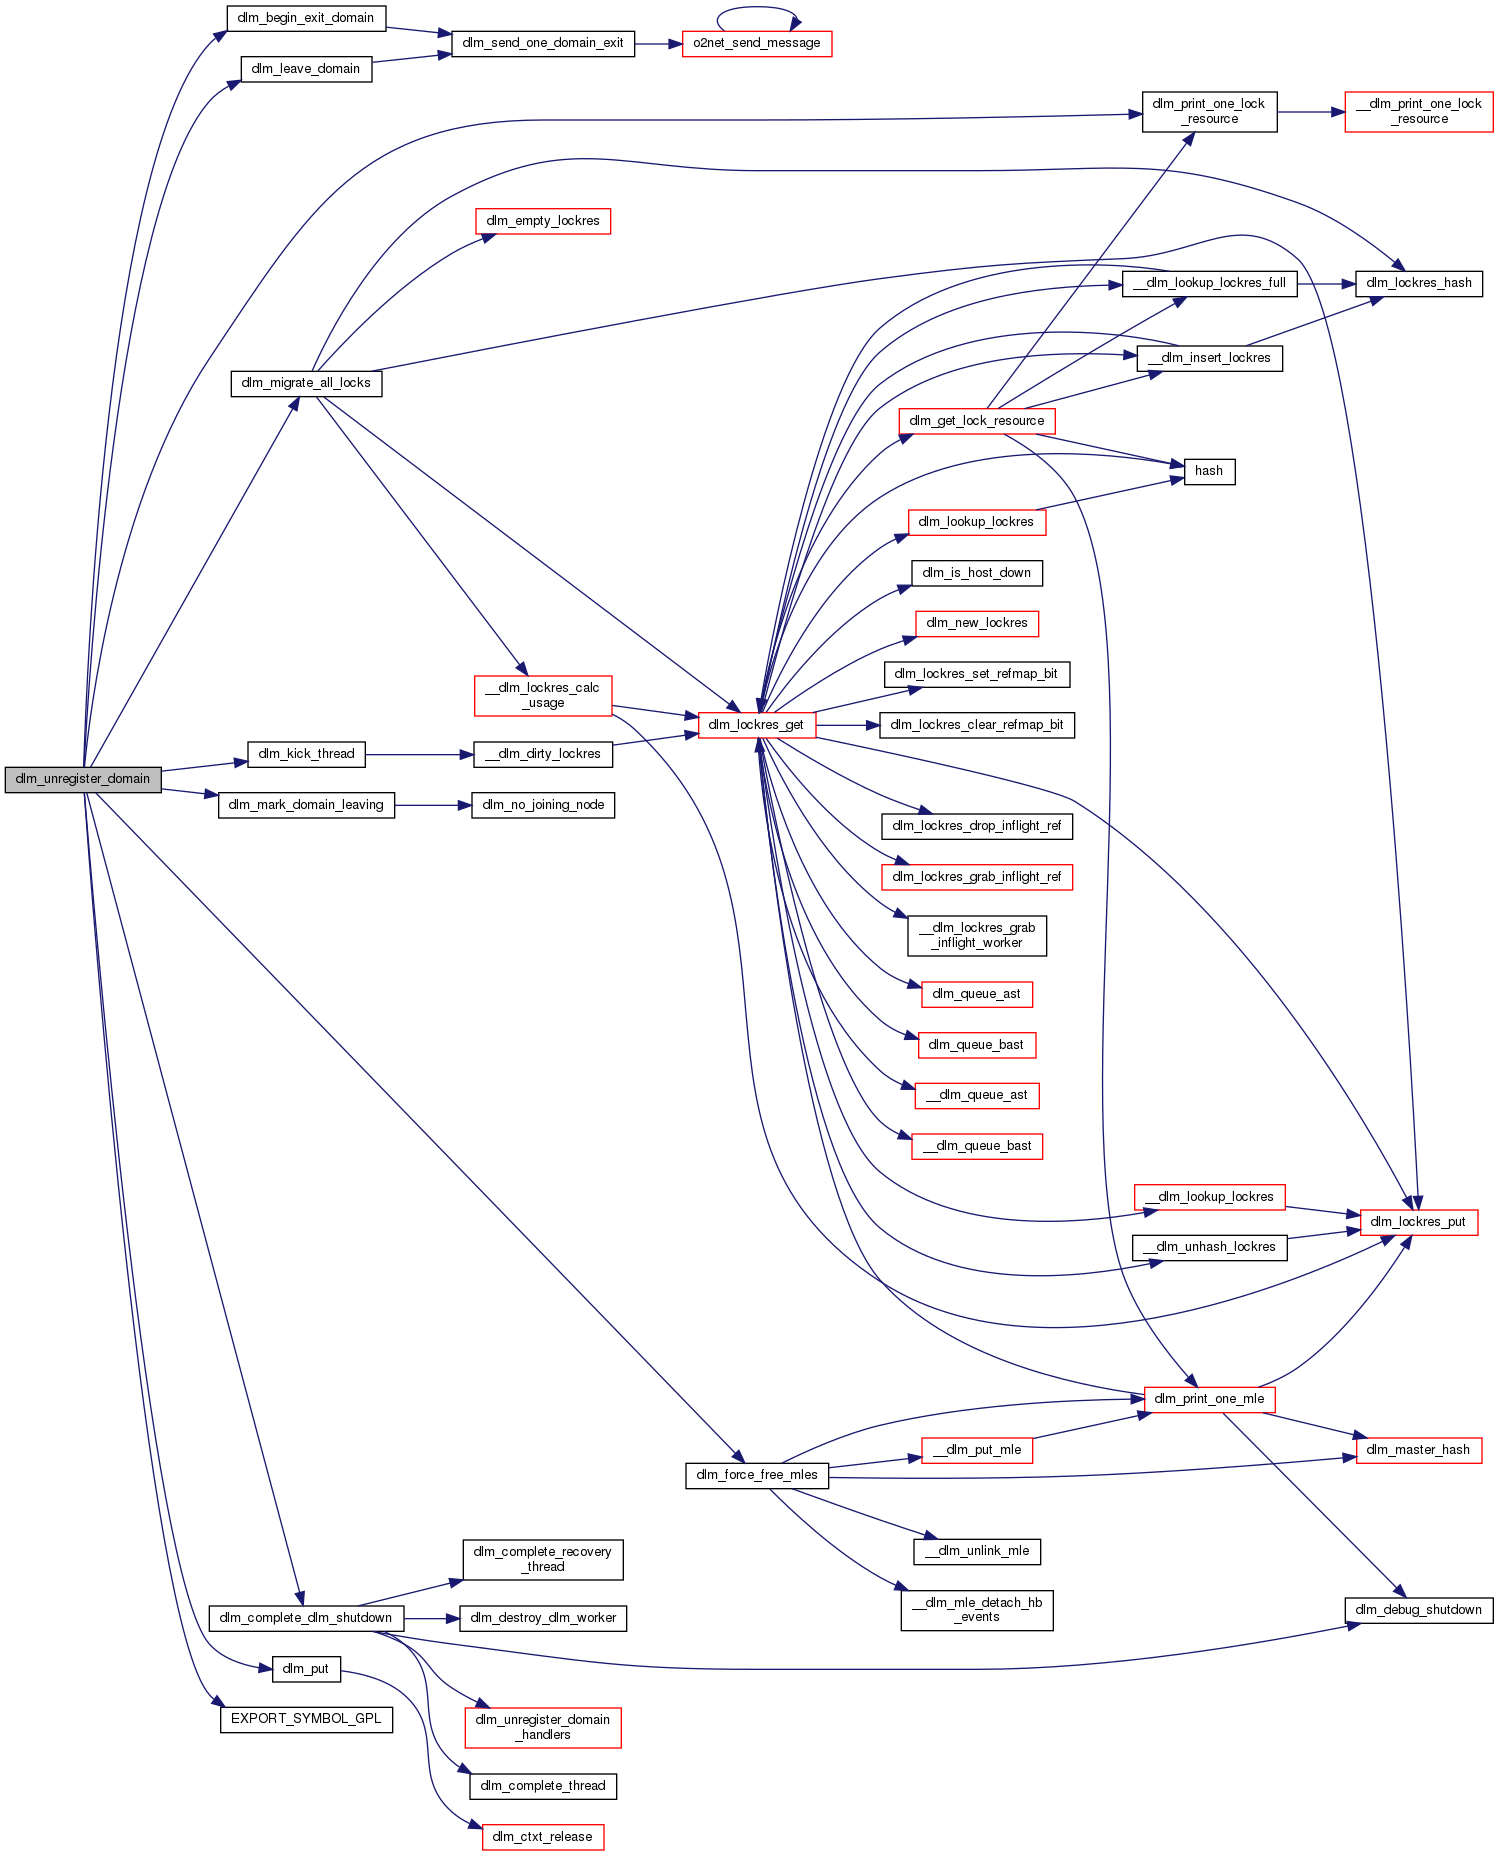 dlm_begin_exit_domain
dlm_send_one_domain_exit
o2net_send_message
dlm_leave_domain
dlm_print_one_lock
_resource
__dlm_print_one_lock
_resource
dlm_empty_lockres
__dlm_lookup_lockres_full
dlm_lockres_hash
__dlm_insert_lockres
dlm_migrate_all_locks
dlm_get_lock_resource
hash
dlm_lookup_lockres
dlm_is_host_down
dlm_new_lockres
dlm_lockres_set_refmap_bit
__dlm_lockres_calc
_usage
dlm_lockres_get
dlm_lockres_clear_refmap_bit
dlm_kick_thread
__dlm_dirty_lockres
dlm_unregister_domain
dlm_mark_domain_leaving
dlm_no_joining_node
dlm_lockres_drop_inflight_ref
dlm_lockres_grab_inflight_ref
__dlm_lockres_grab
_inflight_worker
dlm_queue_ast
dlm_queue_bast
__dlm_queue_ast
__dlm_queue_bast
__dlm_lookup_lockres
dlm_lockres_put
__dlm_unhash_lockres
dlm_print_one_mle
__dlm_put_mle
dlm_master_hash
dlm_force_free_mles
__dlm_unlink_mle
dlm_complete_recovery
_thread
__dlm_mle_detach_hb
_events
dlm_debug_shutdown
dlm_complete_dlm_shutdown
dlm_destroy_dlm_worker
dlm_put
EXPORT_SYMBOL_GPL
dlm_unregister_domain
_handlers
dlm_complete_thread
dlm_ctxt_release